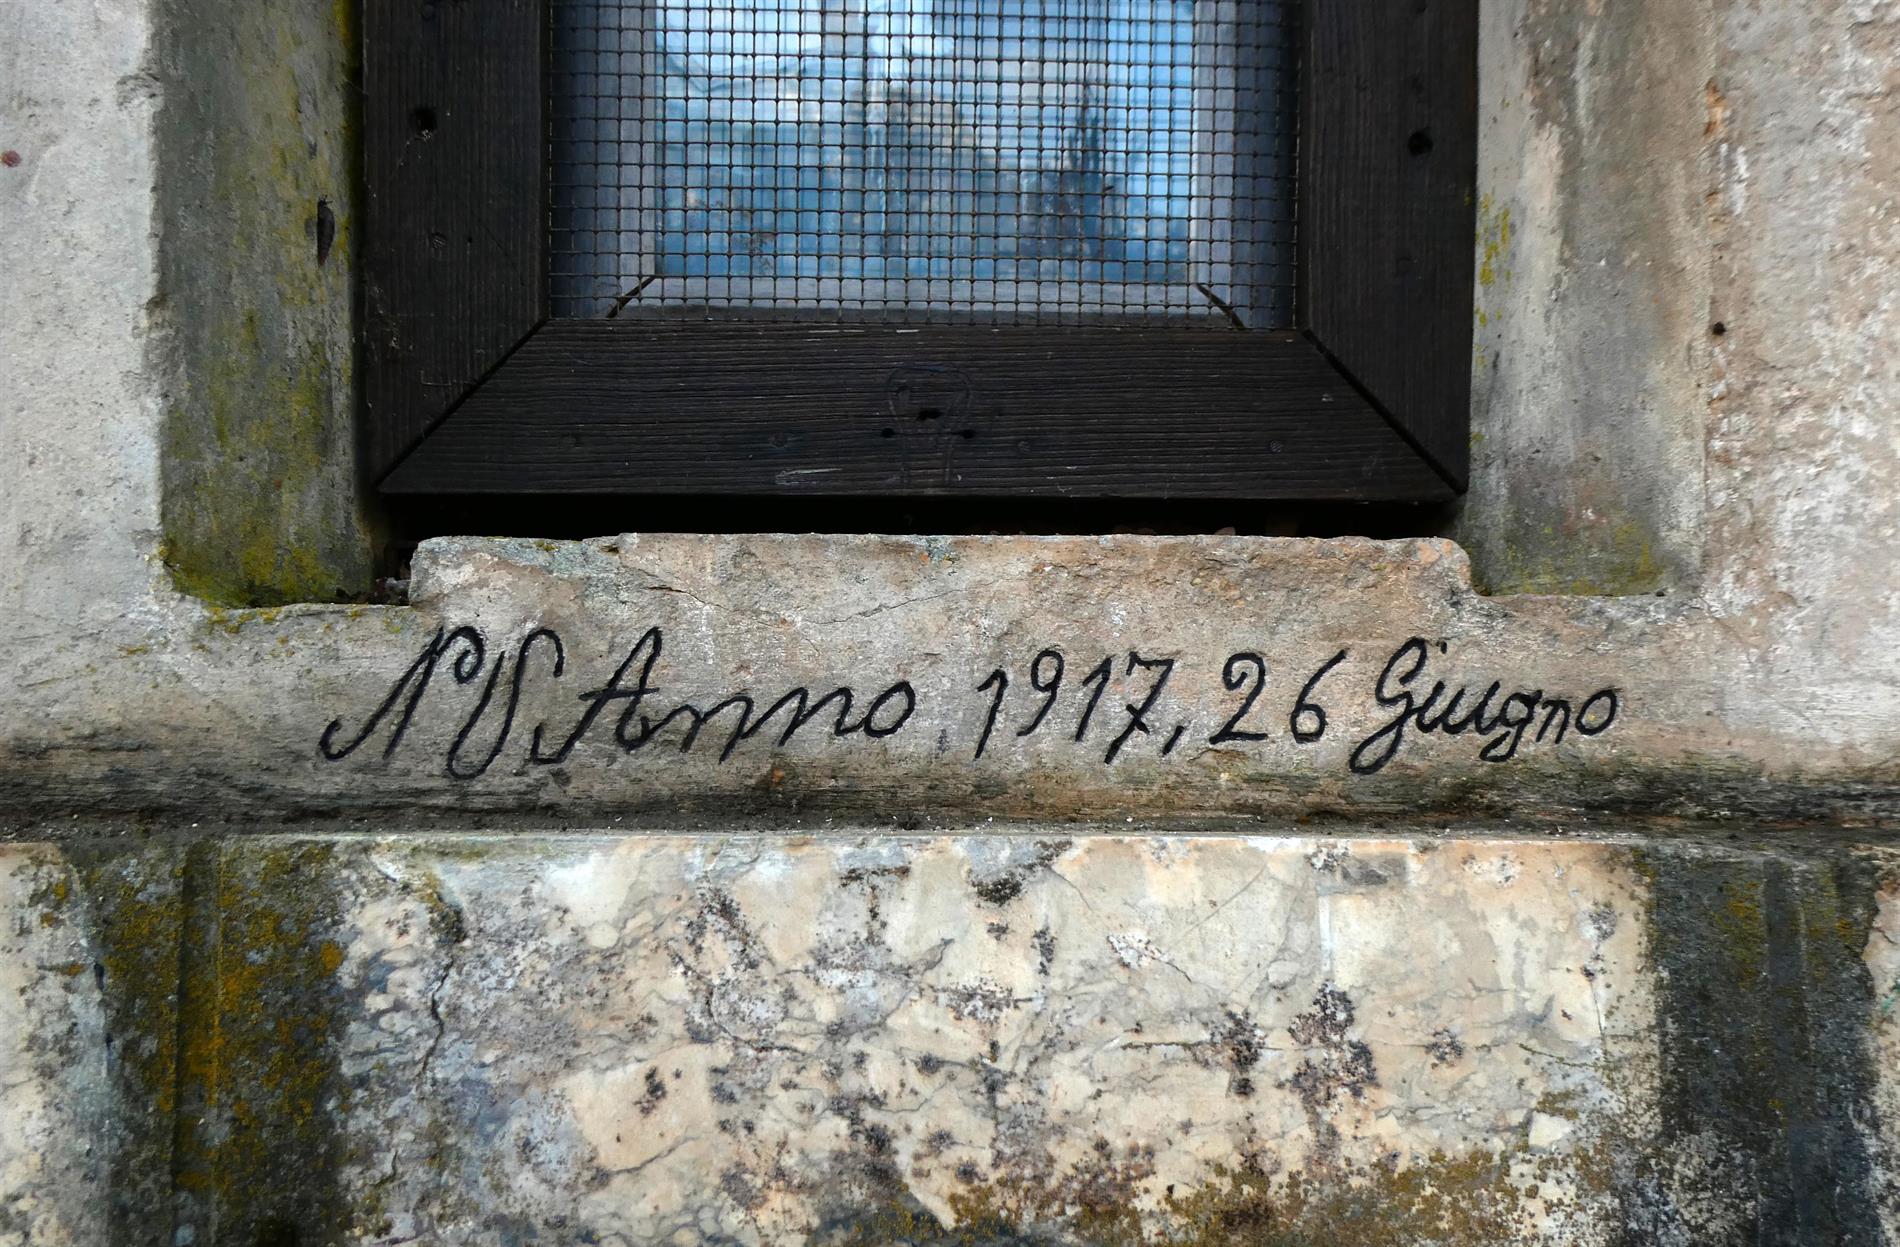 NS Anno 1917, 26 Giugno